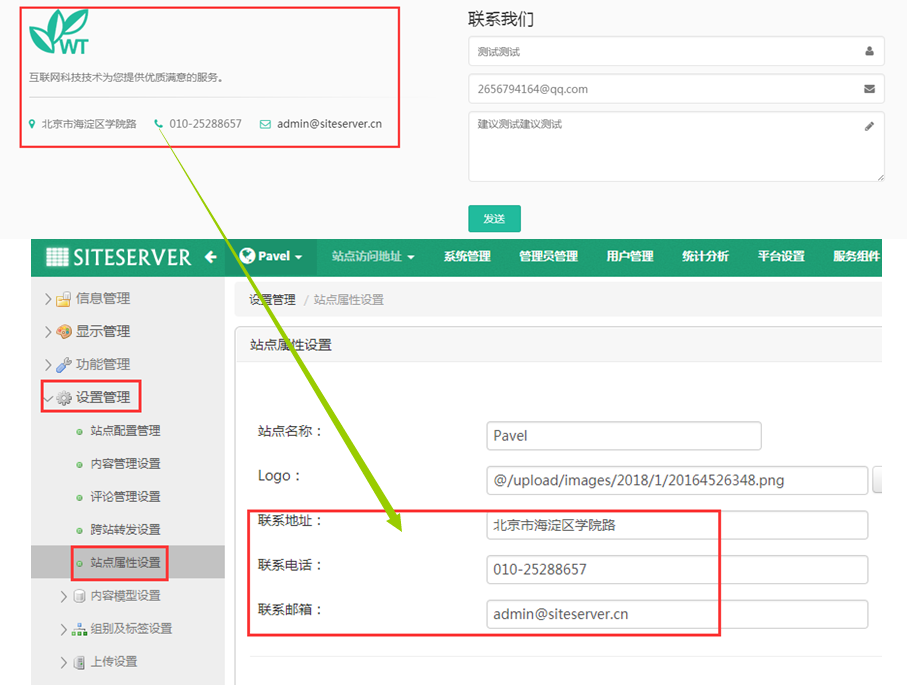 WT
互联网科技技术为您提供优质满意的服务。
北京市海淀区学院路 010-25288657 admin@siteserver.cn
联系我们
测试测试
2656794164@qq.com
建议测试建议测试
发送
SITESERVER Pavel 站点访问地址 系统管理 管理员管理 用户管理 统计分析 平台设置 服务组件
信息管理
显示管理
功能管理
设置管理
站点配置管理
内容管理设置
评论管理设置
跨站转发设置
站点属性设置
内容模型设置
组别及标签设置
上传设置
设置管理 / 站点属性设置
站点属性设置
站点名称： Pavel
Logo： @/upload/images/2018/1/20164526348.png
联系地址： 北京市海淀区学院路
联系电话： 010-25288657
联系邮箱： admin@siteserver.cn